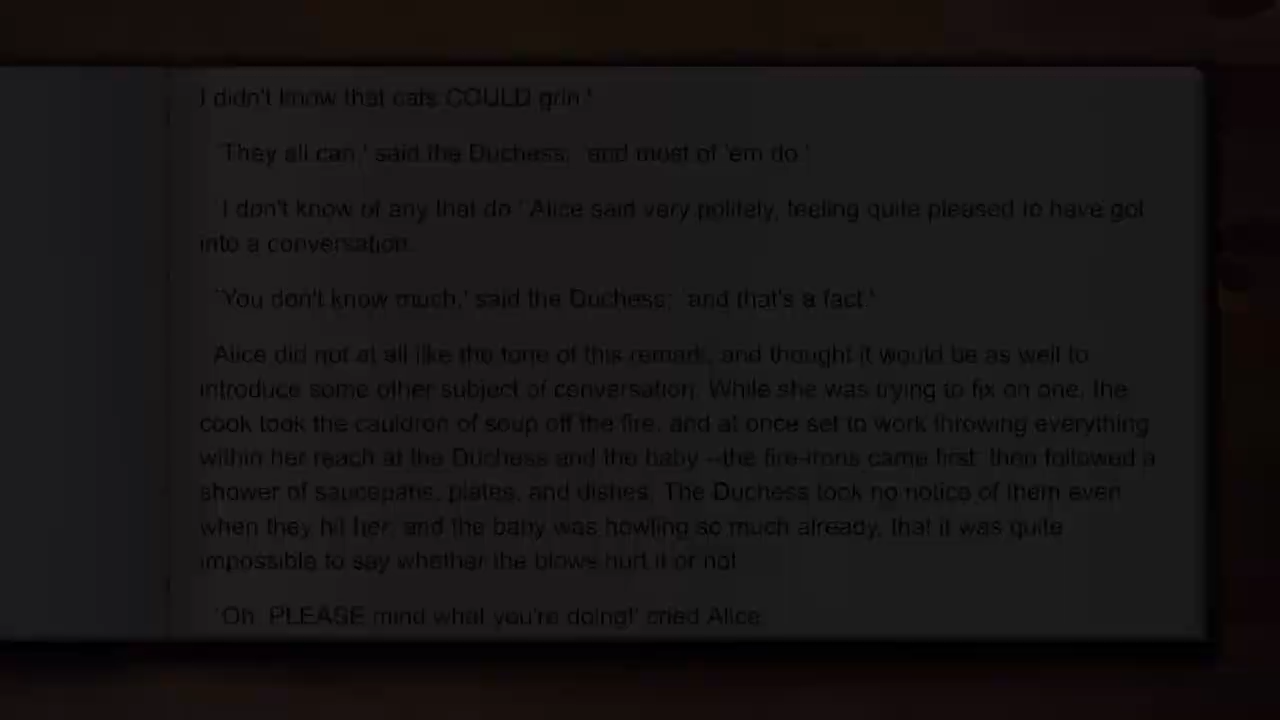 I didn't know that cats COULD grin.'
`They all can,' said the Duchess; `and most of 'em do.'
`I don't know of any that do,' Alice said very politely, feeling quite pleased to have got
into a conversation.
`You don't know much,' said the Duchess; `and that's a fact.'
Alice did not at all like the tone of this remark, and thought it would be as well to
introduce some other subject of conversation. While she was trying to fix on one, the
cook took the cauldron of soup off the fire, and at once set to work throwing everything
within her reach at the Duchess and the baby --the fire-irons came first; then followed a
shower of saucepans, plates, and dishes. The Duchess took no notice of them even
when they hit her; and the baby was howling so much already, that it was quite
impossible to say whether the blows hurt it or not.
`Oh, PLEASE mind what you're doing!' cried Alice,